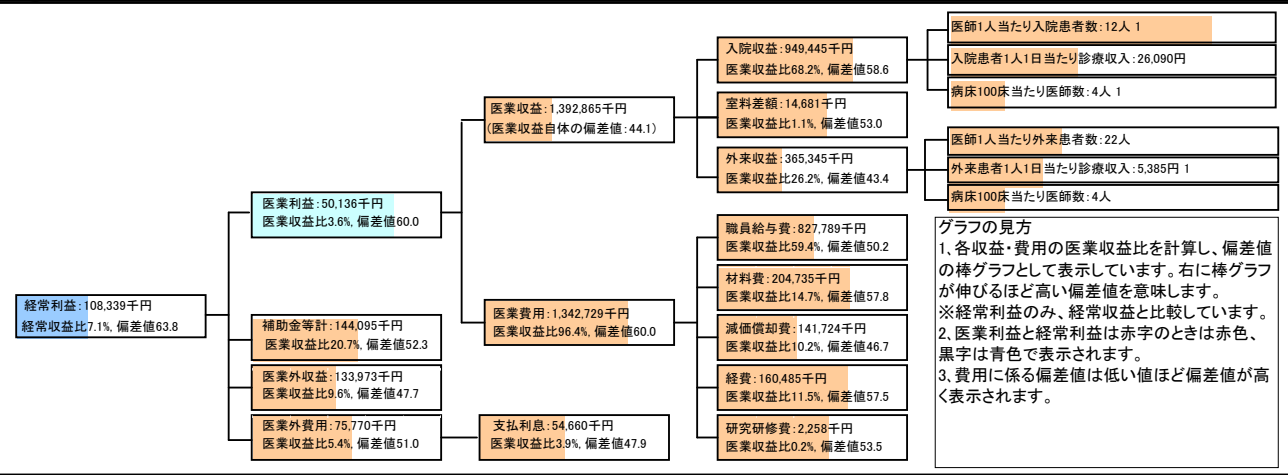 経常利益:108,339千円
経常収益比7.1%, 偏差値63.8
医業利益:50,136千円
医業収益比3.6%, 偏差値60.0
補助金等計:144,095千円
医業収益比20.7%, 偏差値52.3
医業外収益:133,973千円
医業収益比9.6%, 偏差値47.7
医業外費用:75,770千円
医業収益比5.4%, 偏差値51.0
医業収益:1,392,865千円
(医業収益自体の偏差値:44.1)
医業費用:1,342,729千円
医業収益比96.4%, 偏差値60.0
支払利息:54,660千円
医業収益比3.9%, 偏差値47.9
入院収益:949,445千円
医業収益比68.2%, 偏差値58.6
室料差額:14,681千円
医業収益比1.1%, 偏差値53.0
外来収益:365,345千円
医業収益比26.2%, 偏差値43.4
職員給与費:827,789千円
医業収益比59.4%, 偏差値50.2
材料費:204,735千円
医業収益比14.7%, 偏差値57.8
減価償却費:141,724千円
医業収益比10.2%, 偏差値46.7
経費:160,485千円
医業収益比11.5%, 偏差値57.5
研究研修費:2,258千円
医業収益比0.2%, 偏差値53.5
医師1人当たり入院患者数:12人 1
入院患者1人1日当たり診療収入:26,090円
病床100床当たり医師数:4人 1
医師1人当たり外来患者数:22人
外来患者1人1日当たり診療収入:5,385円 1
病床100床当たり医師数:4人
グラフの見方
1、各収益・費用の医業収益比を計算し、偏差値
の棒グラフとして表示しています。右に棒グラフ
が伸びるほど高い偏差値を意味します。
※経常利益のみ、経常収益と比較しています。
2、医業利益と経常利益は赤字のときは赤色、
黒字は青色で表示されます。
3、費用に係る偏差値は低い値ほど偏差値が高
く表示されます。